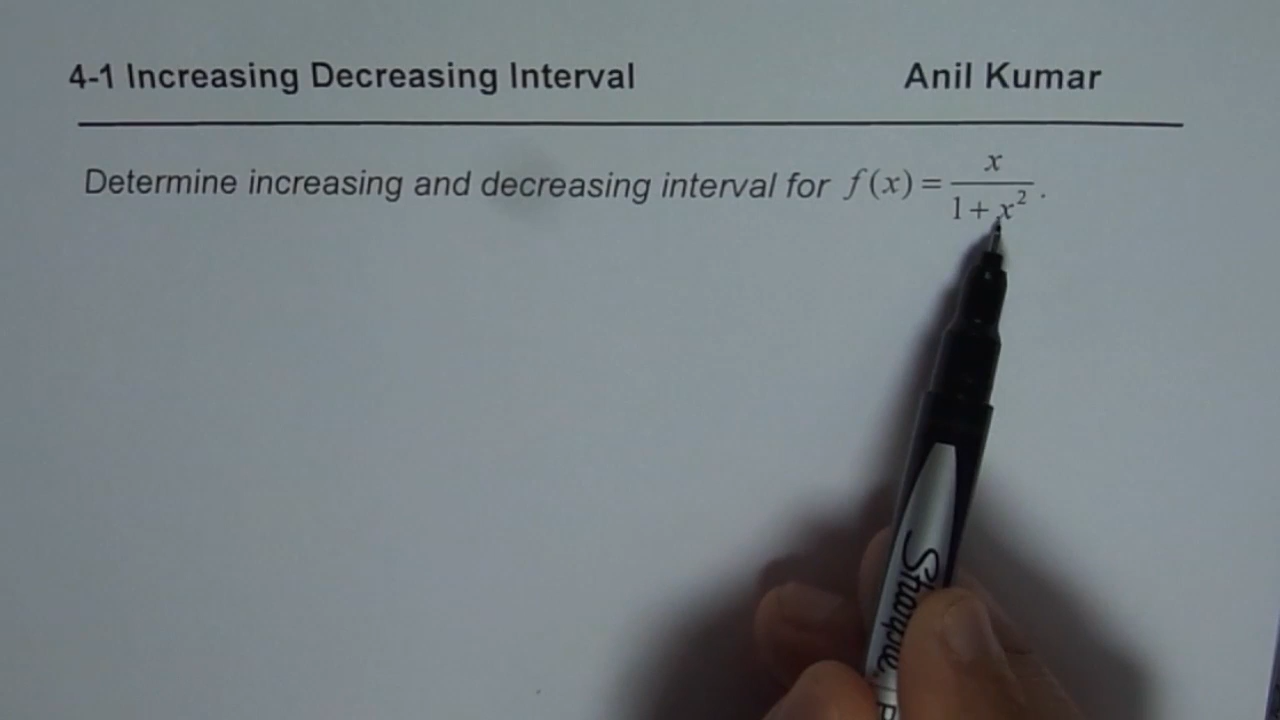 4-1 Increasing Decreasing Interval Anil Kumar
Determine increasing and decreasing interval for f(x) = x/(1+x²).
Sharpie